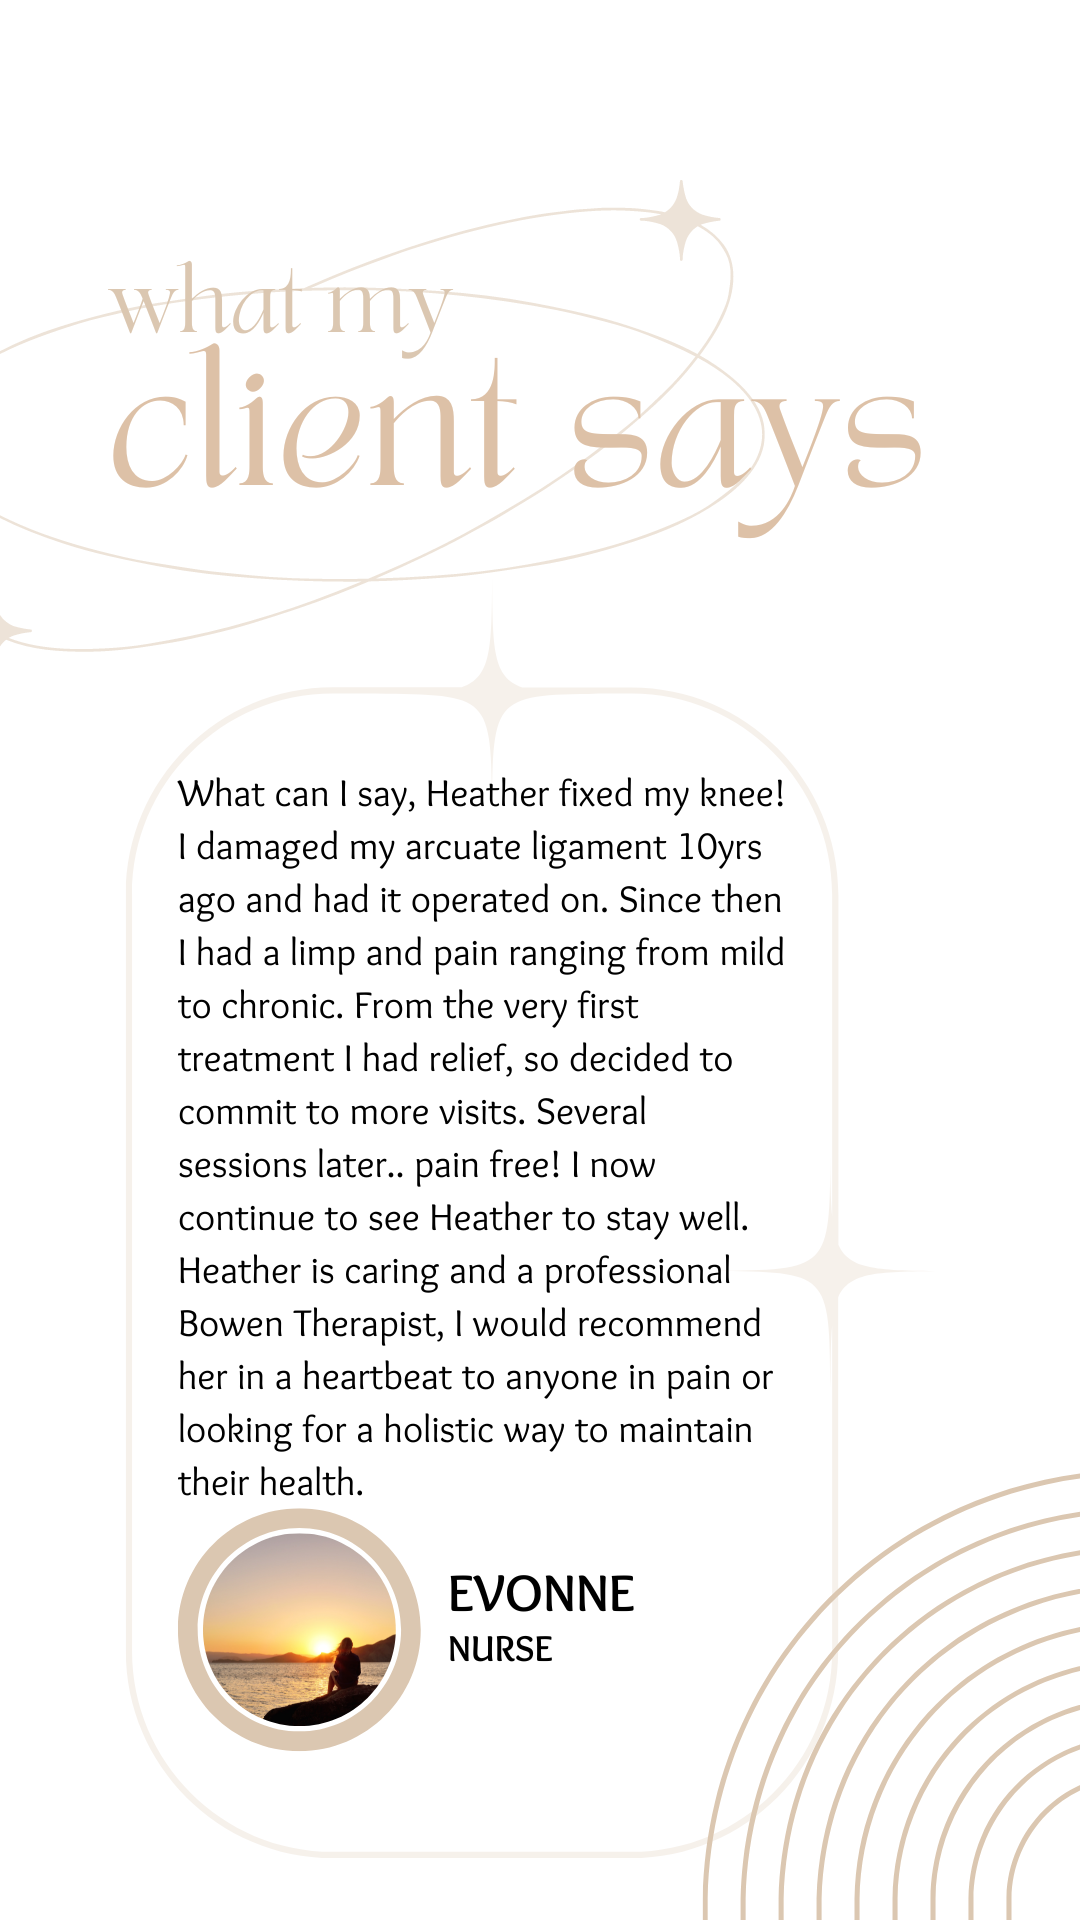 what my
client says
What can I say, Heather fixed my knee!
I damaged my arcuate ligament 10yrs
ago and had it operated on. Since then
I had a limp and pain ranging from mild
to chronic. From the very first
treatment I had relief, so decided to
commit to more visits. Several
sessions later.. pain free! I now
continue to see Heather to stay well.
Heather is caring and a professional
Bowen Therapist, I would recommend
her in a heartbeat to anyone in pain or
looking for a holistic way to maintain
their health.
EVONNE
NURSE